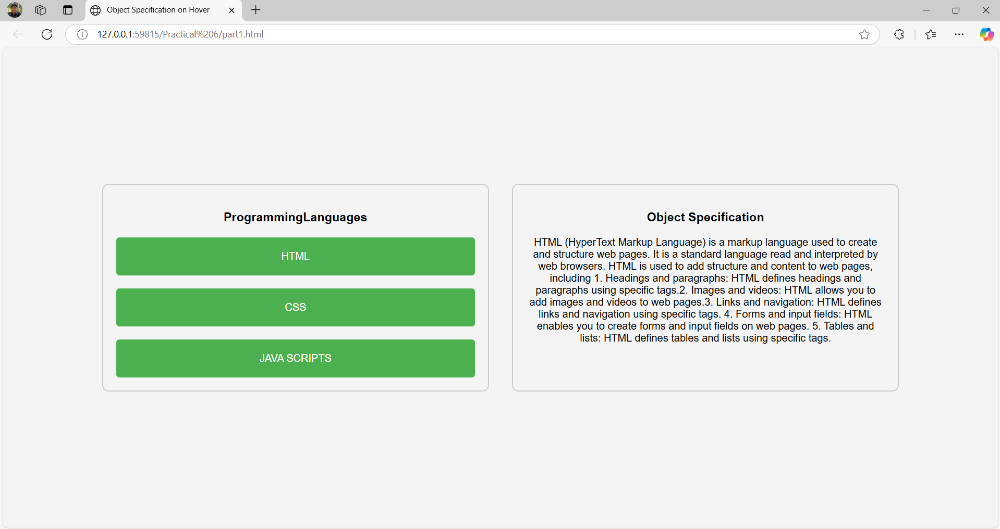 Object Specification on Hover
127.0.0.1:59815/Practical%206/part1.html
ProgrammingLanguages
HTML
CSS
JAVA SCRIPTS
Object Specification
HTML (HyperText Markup Language) is a markup language used to create
and structure web pages. It is a standard language read and interpreted by
web browsers. HTML is used to add structure and content to web pages,
including 1. Headings and paragraphs: HTML defines headings and
paragraphs using specific tags.2. Images and videos: HTML allows you to
add images and videos to web pages.3. Links and navigation: HTML defines
links and navigation using specific tags. 4. Forms and input fields: HTML
enables you to create forms and input fields on web pages. 5. Tables and
lists: HTML defines tables and lists using specific tags.